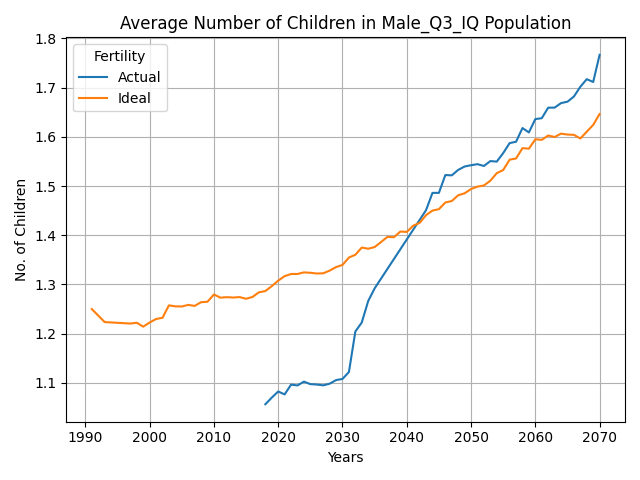 Average Number of Children in Male_Q3_IQ Population
Fertility
Actual
Ideal
No. of Children
1.8
1.7
1.6
1.5
1.4
1.3
1.2
1.1
1990 2000 2010 2020 2030 2040 2050 2060 2070
Years